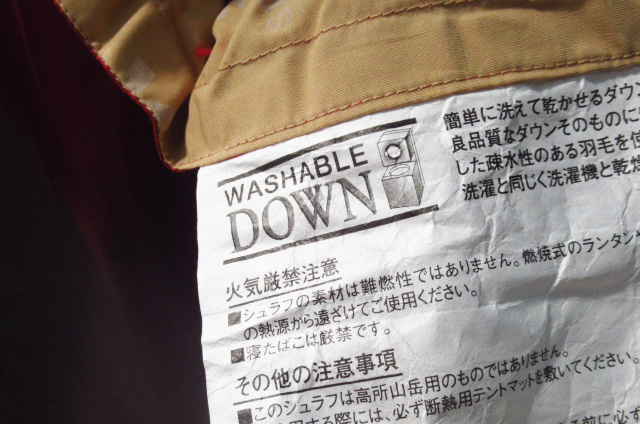 WASHABLE
DOWN
簡単に洗えて乾かせるダウン
良品質なダウンそのものに
した疎水性のある羽毛を使
洗濯と同じく洗濯機と乾燥
火気厳禁注意
■シュラフの素材は難燃性ではありません。燃焼式のランタンや
の熱源から遠ざけてご使用ください。
■寝たばこは厳禁です。
その他の注意事項
■このシュラフは高所山岳用のものではありません。
用する際には、必ず断熱用テントマットを敷いてください。
る前に必ず